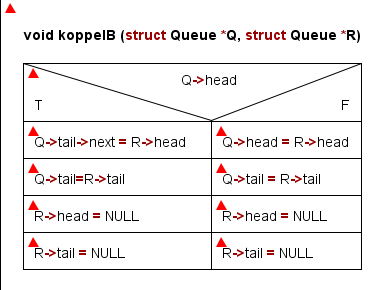 void koppelB (struct Queue *Q, struct Queue *R)
Q->head
T F
Q->tail->next = R->head Q->head = R->head
Q->tail=R->tail Q->tail = R->tail
R->head = NULL R->head = NULL
R->tail = NULL R->tail = NULL